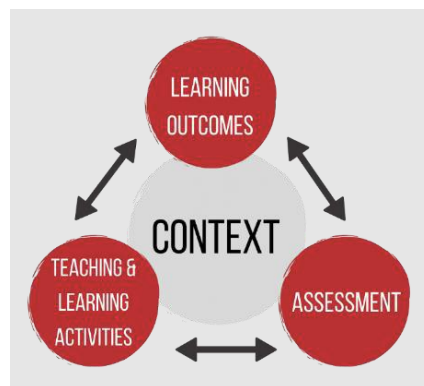 LEARNING
OUTCOMES
CONTEXT
TEACHING &
LEARNING
ACTIVITIES
ASSESSMENT